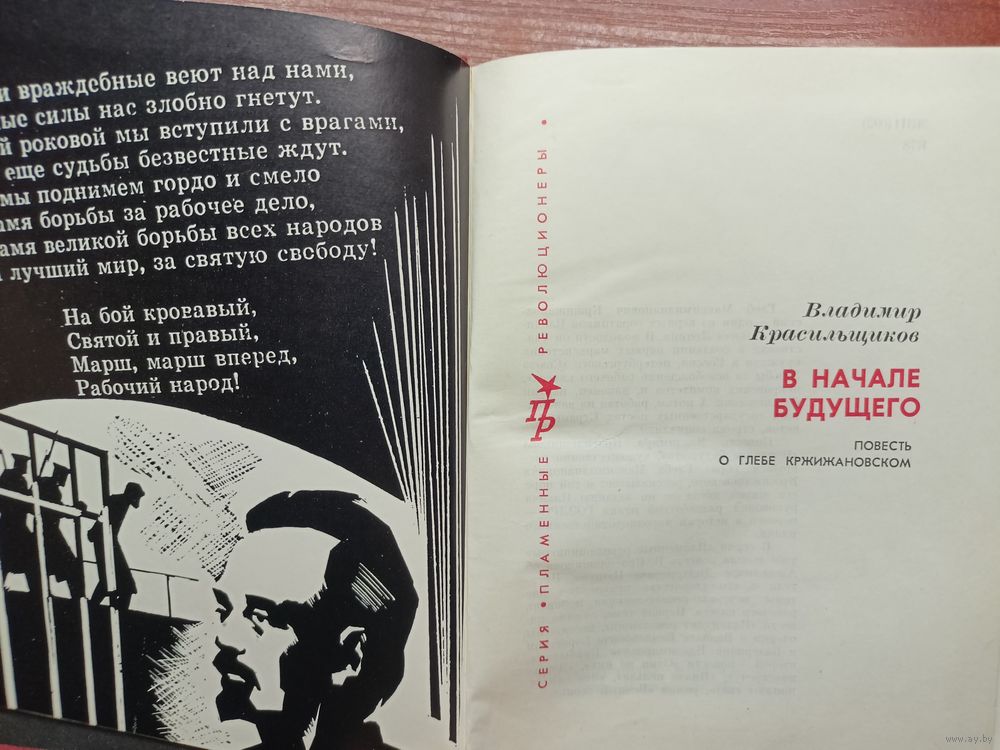 и враждебные веют над нами,
ые силы нас злобно гнетут.
й роковой мы вступили с врагами,
еще судьбы безвестные ждут.
мы поднимем гордо и смело
амя борьбы за рабочее дело,
амя великой борьбы всех народов
лучший мир, за святую свободу!
На бой кровавый,
Святой и правый,
Марш, марш вперед,
Рабочий народ!
СЕРИЯ • ПЛАМЕННЫЕ ПР РЕВОЛЮЦИОНЕРЫ •
Владимир
Красильщиков
В НАЧАЛЕ
БУДУЩЕГО
ПОВЕСТЬ
О ГЛЕБЕ КРЖИЖАНОВСКОМ
www.ay.by